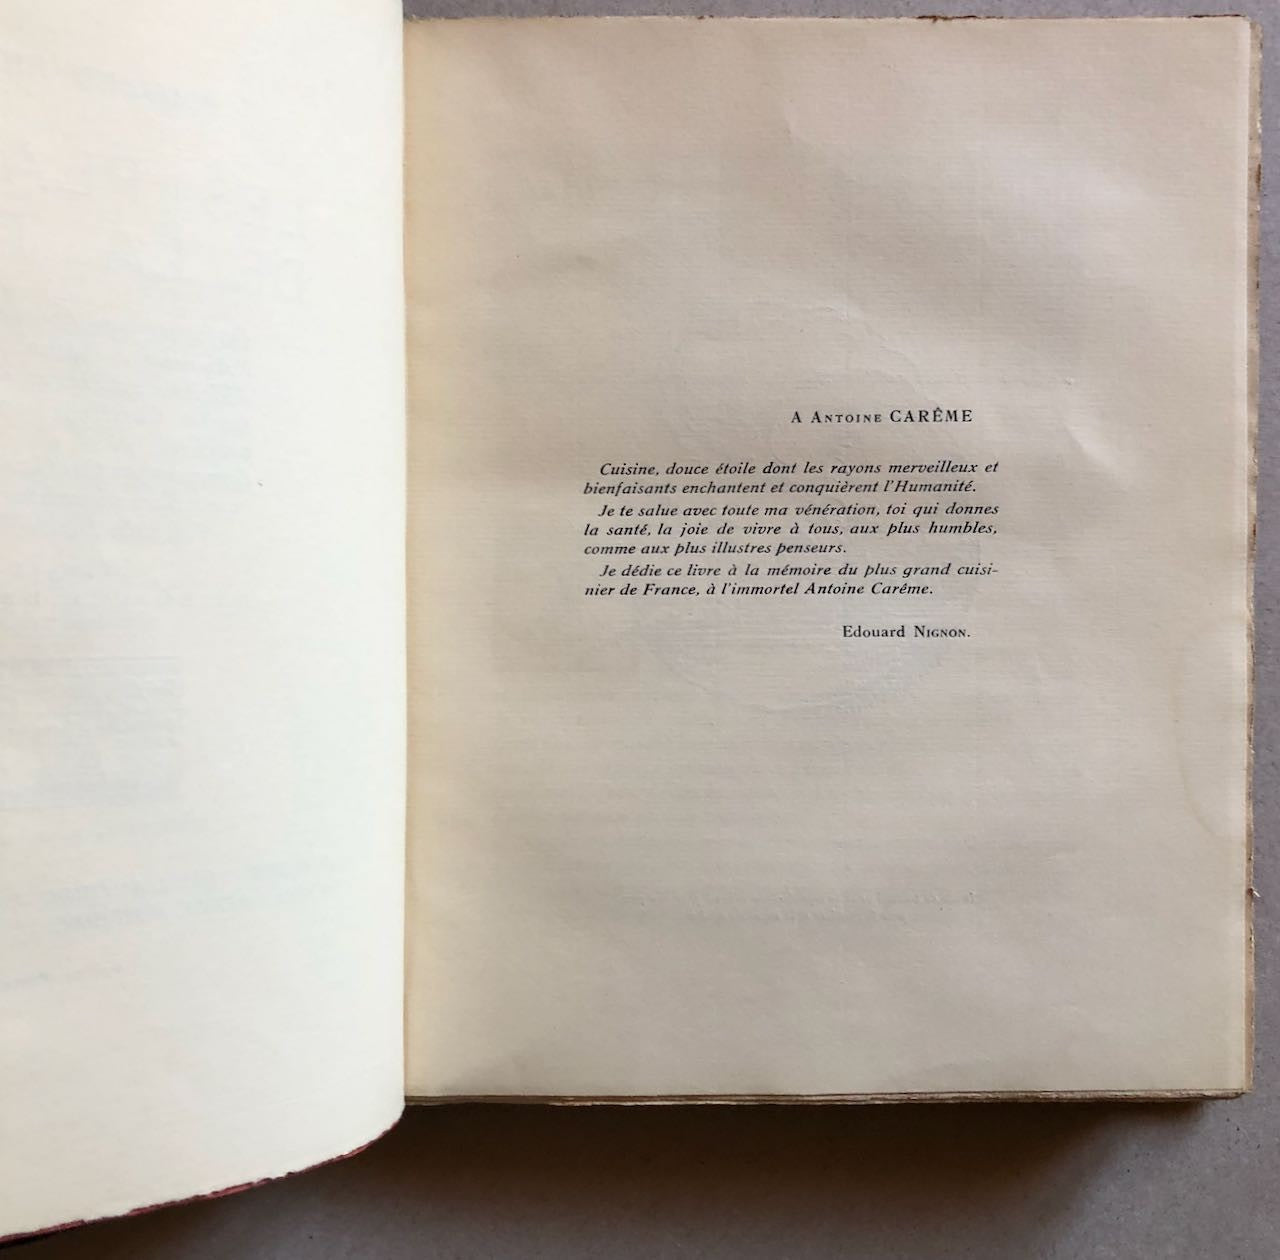 A Antoine CARÊME
Cuisine, douce étoile dont les rayons merveilleux et
bienfaisants enchantent et conquièrent l'Humanité.
Je te salue avec toute ma vénération, toi qui donnes
la santé, la joie de vivre à tous, aux plus humbles,
comme aux plus illustres penseurs.
Je dédie ce livre à la mémoire du plus grand cuisi-
nier de France, à l'immortel Antoine Carême.
Edouard Nignon.